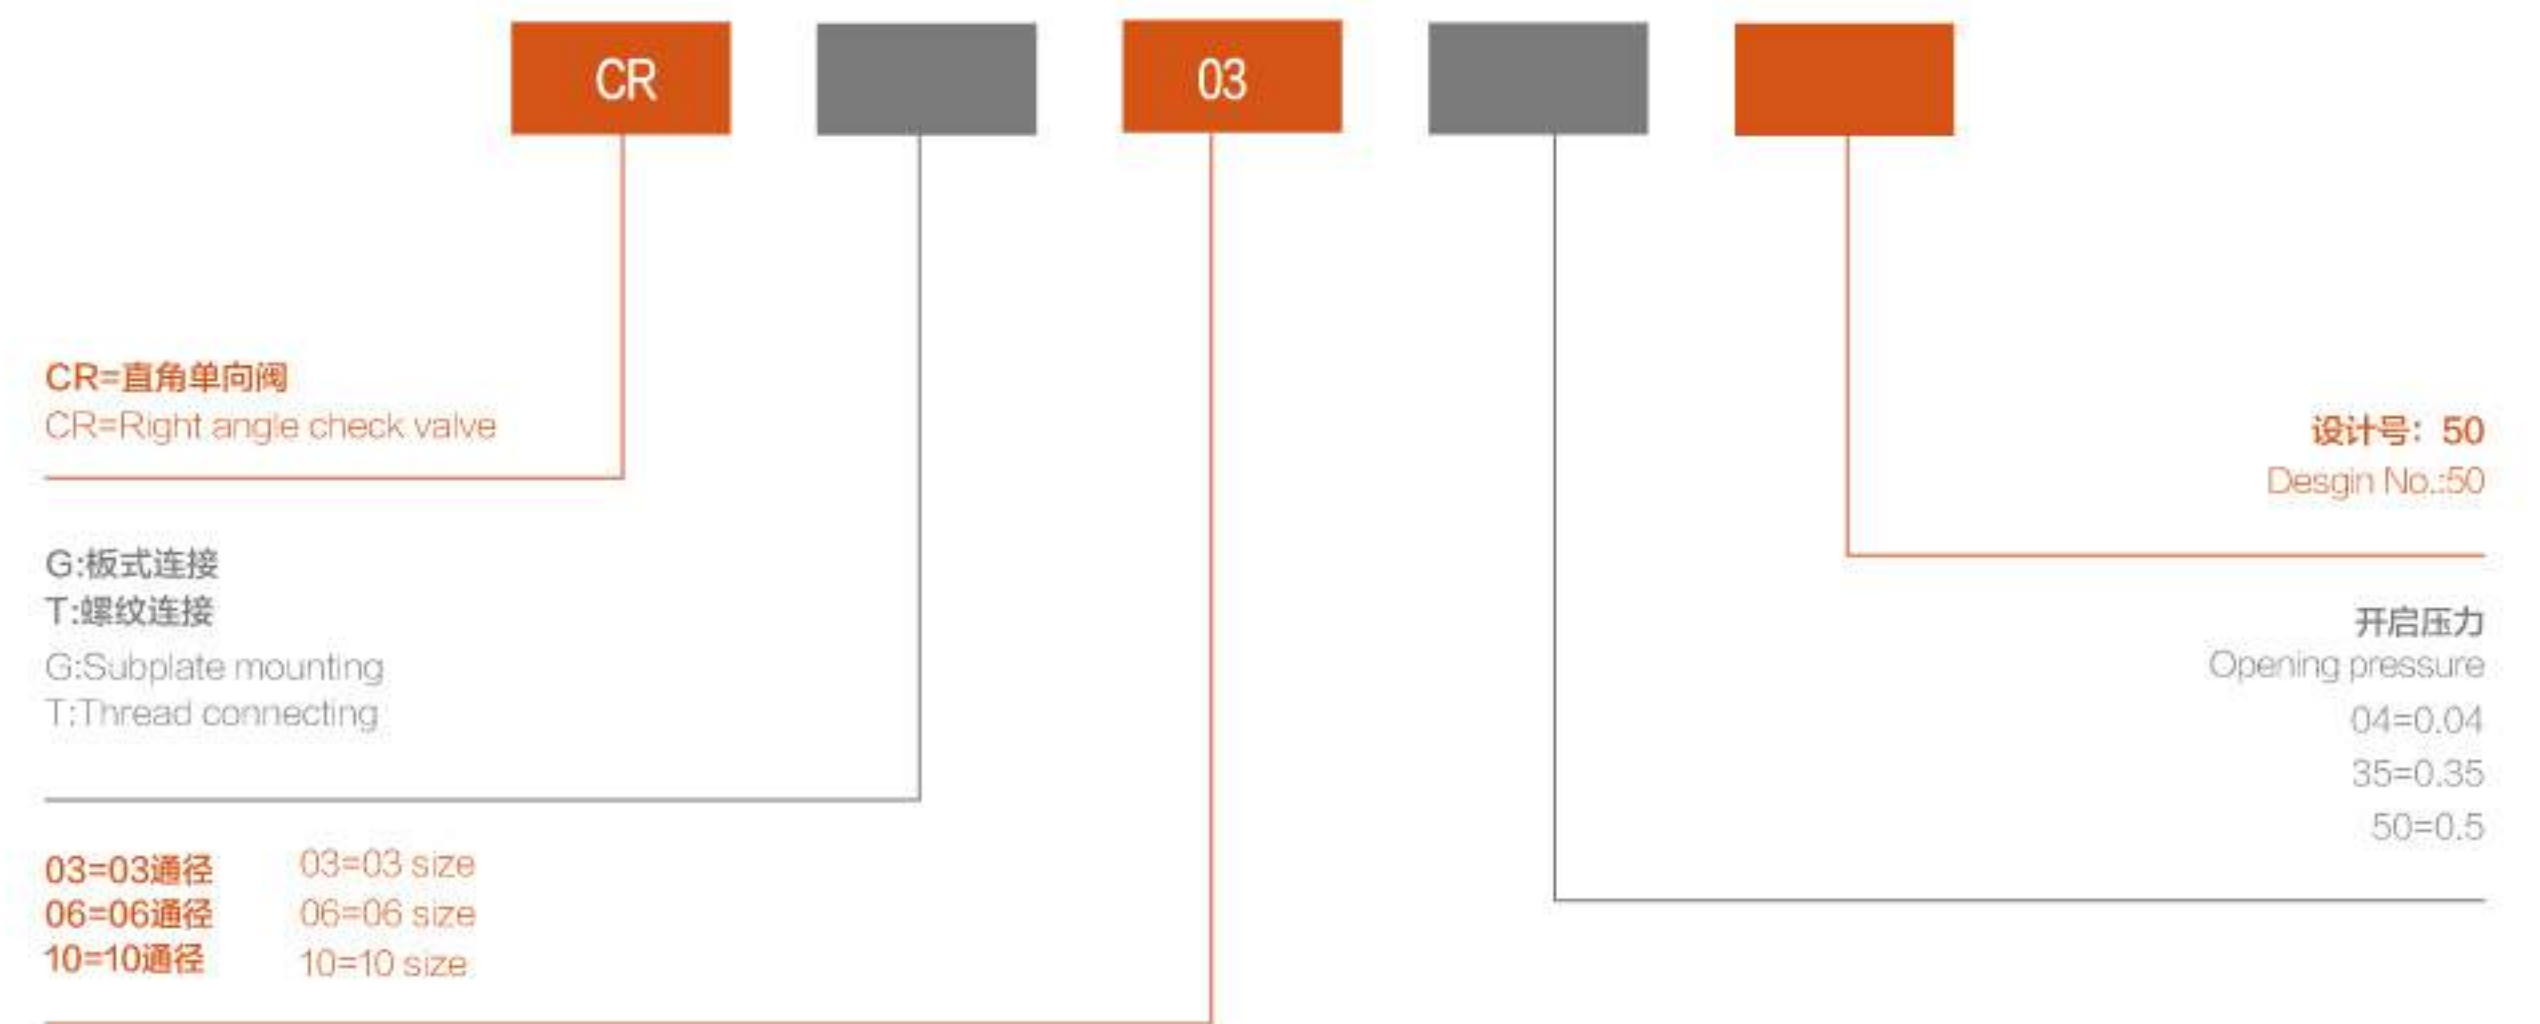 CR
03
CR=直角单向阀
CR=Right angle check valve
G:板式连接
T:螺纹连接
G:Subplate mounting
T:Thread connecting
03=03通径 03=03 size
06=06通径 06=06 size
10=10通径 10=10 size
设计号：50
Desgin No.:50
开启压力
Opening pressure
04=0.04
35=0.35
50=0.5